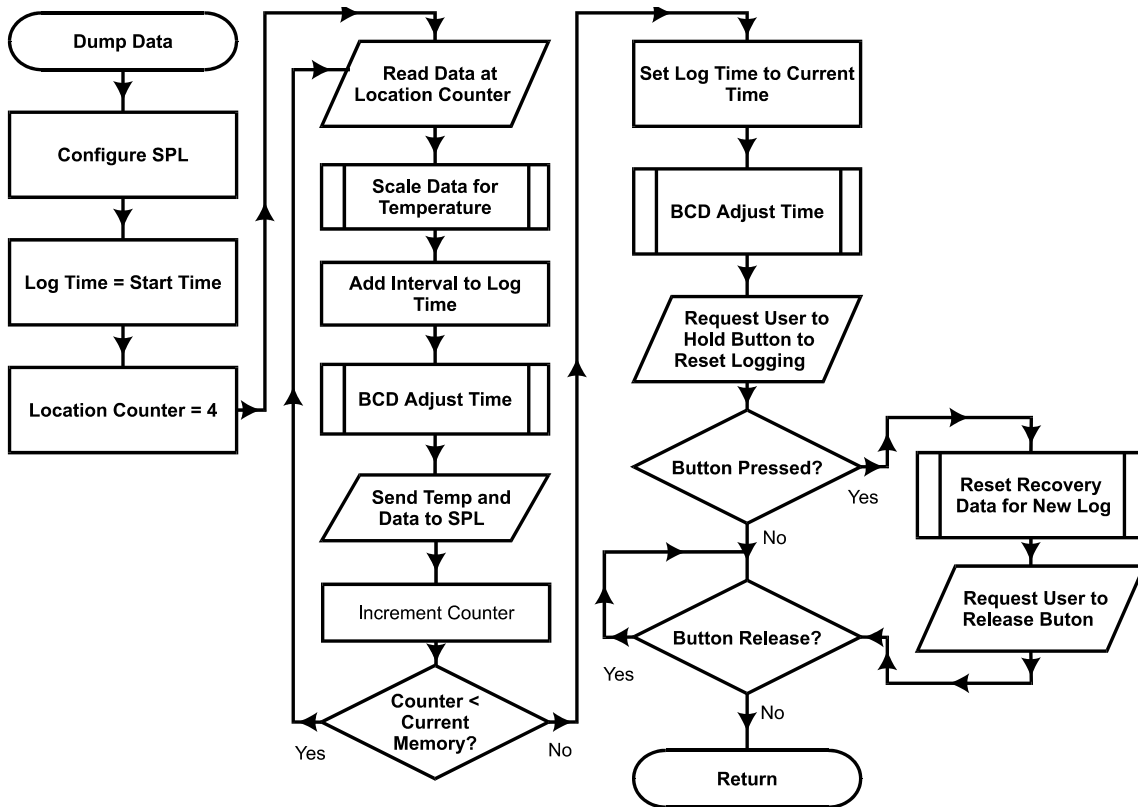 Dump Data
Configure SPL
Log Time = Start Time
Location Counter = 4
Read Data at
Location Counter
Scale Data for
Temperature
Add Interval to Log
Time
BCD Adjust Time
Send Temp and
Data to SPL
Increment Counter
Counter <
Current
Memory?
Yes
No
Set Log Time to Current
Time
BCD Adjust Time
Request User to
Hold Button to
Reset Logging
Button Pressed?
Yes
No
Reset Recovery
Data for New Log
Request User to
Release Buton
Button Release?
Yes
No
Return